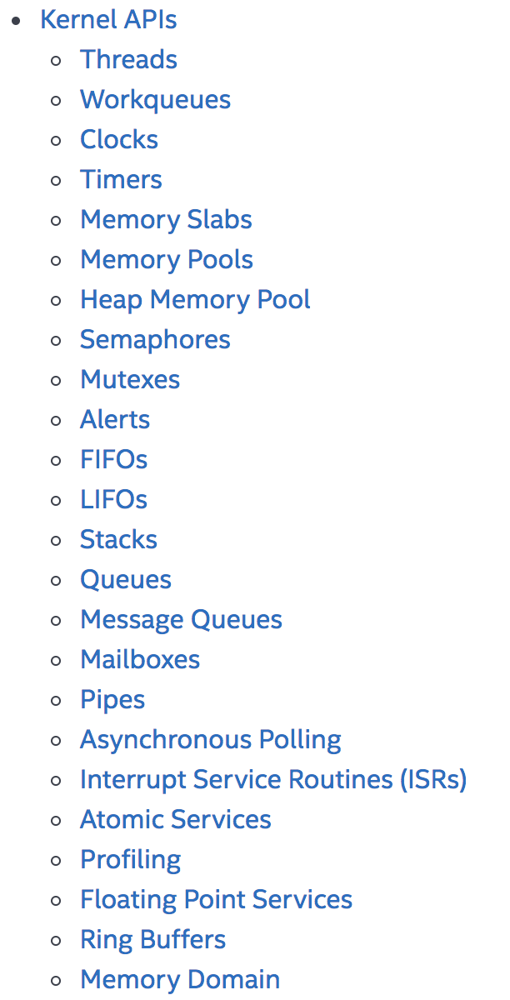 Kernel APIs
Threads
Workqueues
Clocks
Timers
Memory Slabs
Memory Pools
Heap Memory Pool
Semaphores
Mutexes
Alerts
FIFOs
LIFOs
Stacks
Queues
Message Queues
Mailboxes
Pipes
Asynchronous Polling
Interrupt Service Routines (ISRs)
Atomic Services
Profiling
Floating Point Services
Ring Buffers
Memory Domain